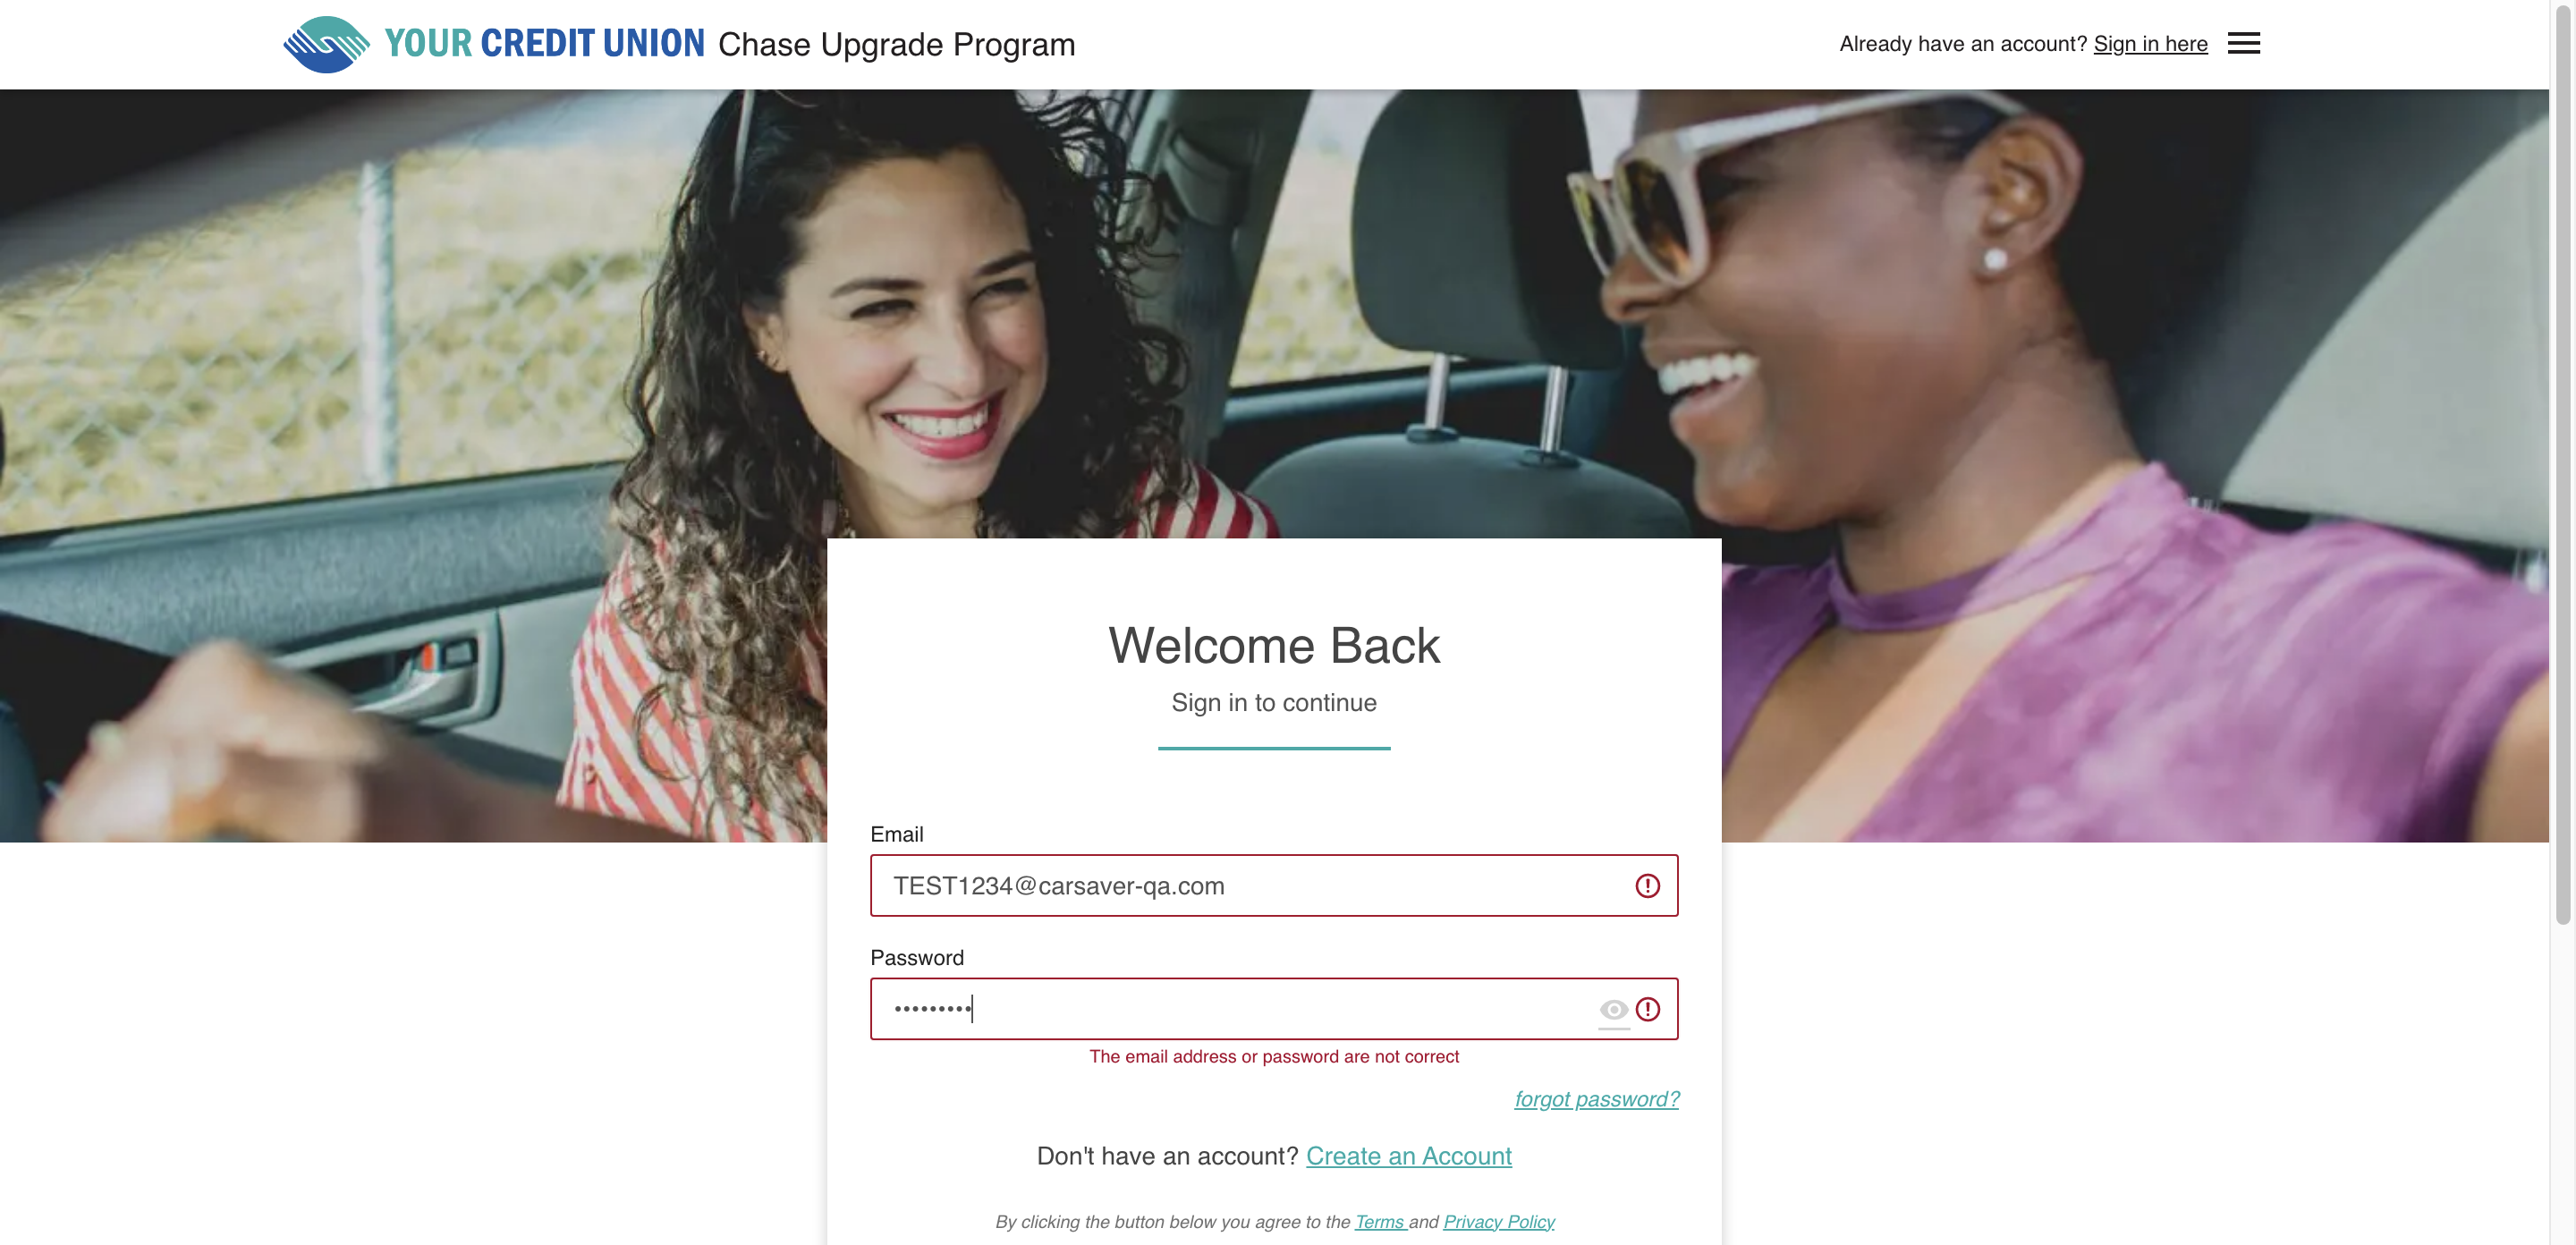 YOUR CREDIT UNION Chase Upgrade Program
Already have an account? Sign in here
Welcome Back
Sign in to continue
Email
TEST1234@carsaver-qa.com
Password
•••••••••
The email address or password are not correct
forgot password?
Don't have an account? Create an Account
By clicking the button below you agree to the Terms and Privacy Policy